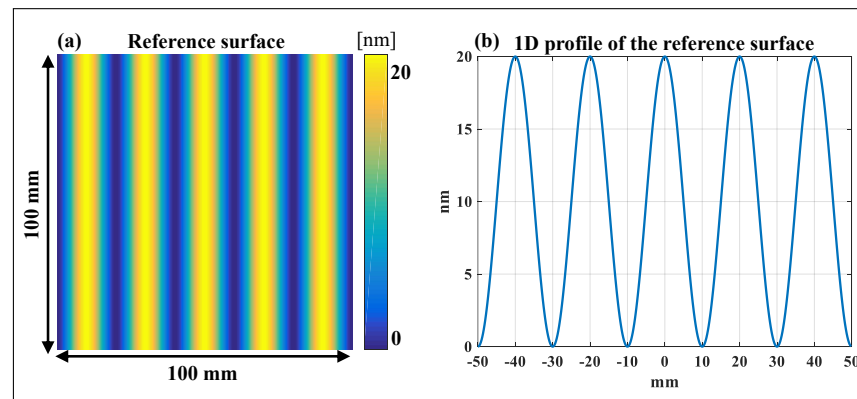 (a) Reference surface [nm]
20
0
100 mm
100 mm
(b) 1D profile of the reference surface
20
15
10
5
0
nm
-50 -40 -30 -20 -10 0 10 20 30 40 50
mm